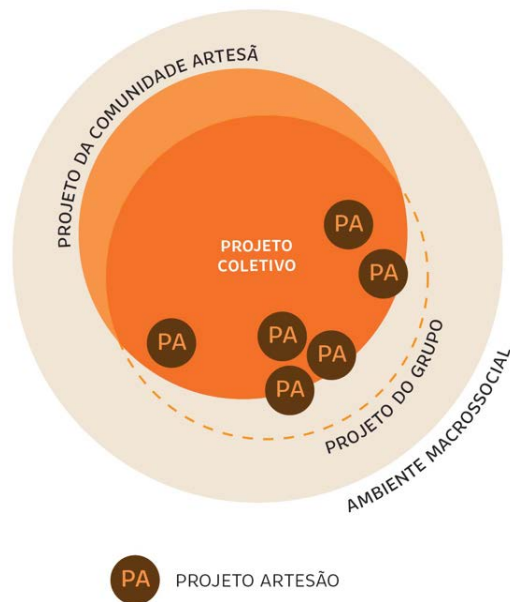 PROJETO DA COMUNIDADE ARTESÃ
PROJETO
COLETIVO
PA
PA
PA
PA
PA
PA
PROJETO DO GRUPO
AMBIENTE MACROSSOCIAL
PA PROJETO ARTESÃO